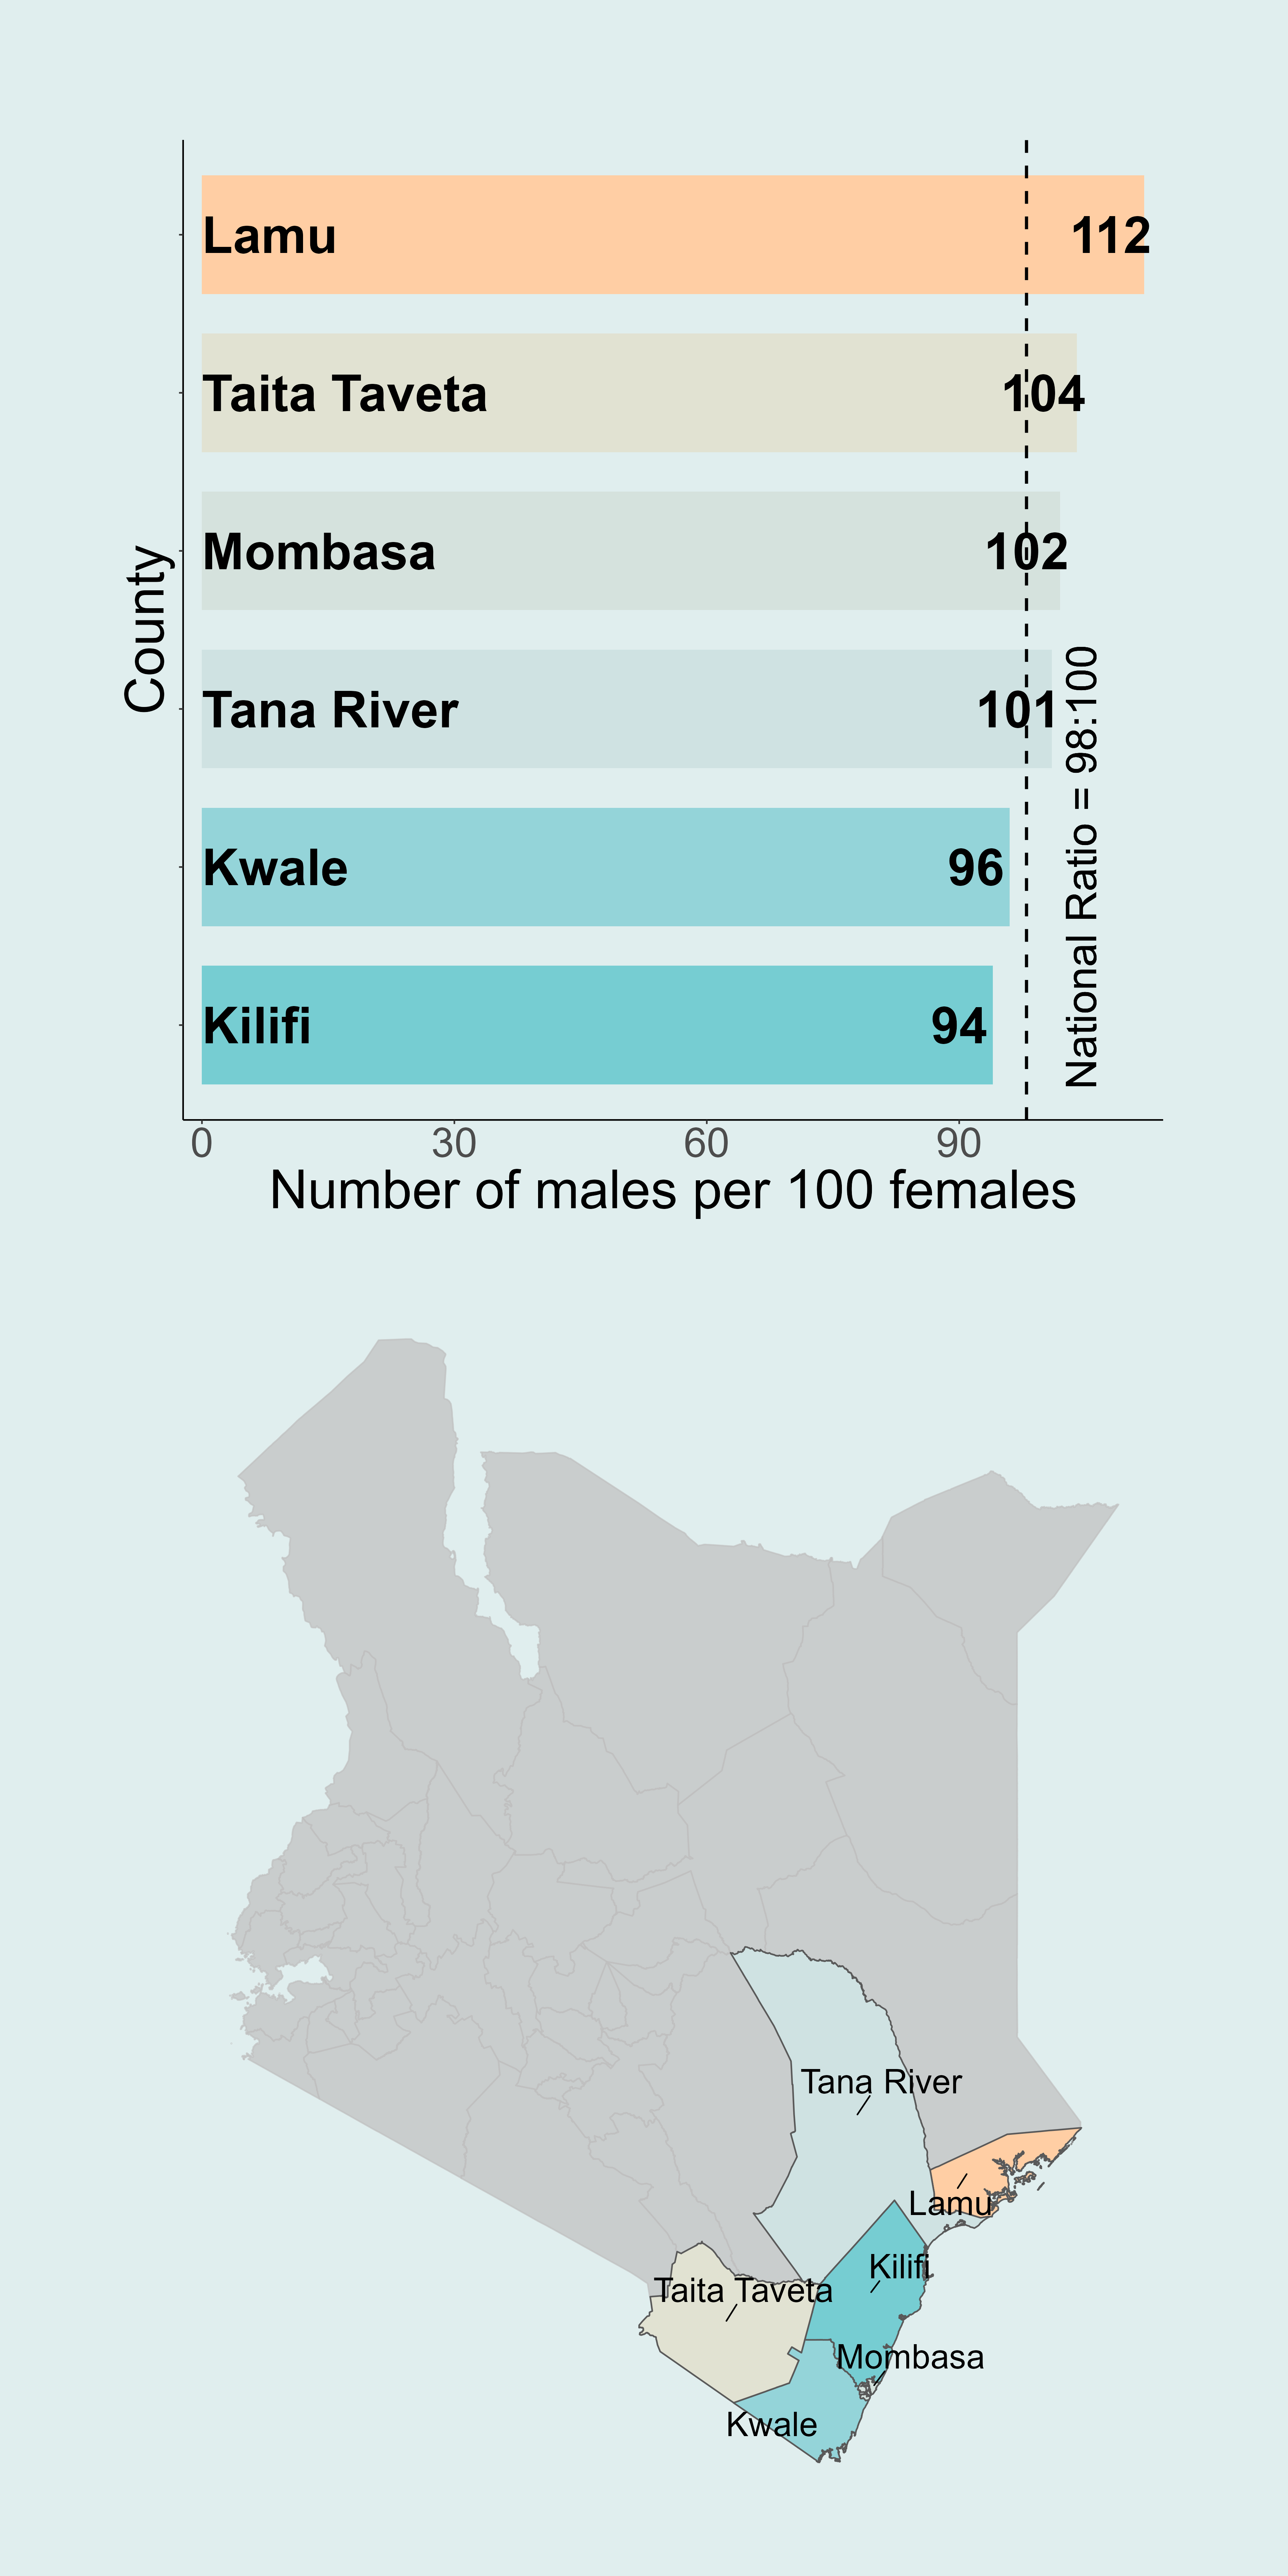 Lamu 112
Taita Taveta 104
Mombasa 102
Tana River 101
Kwale 96
Kilifi 94
County
National Ratio = 98:100
0 30 60 90
Number of males per 100 females
Tana River
Lamu
Kilifi
Taita Taveta
Mombasa
Kwale